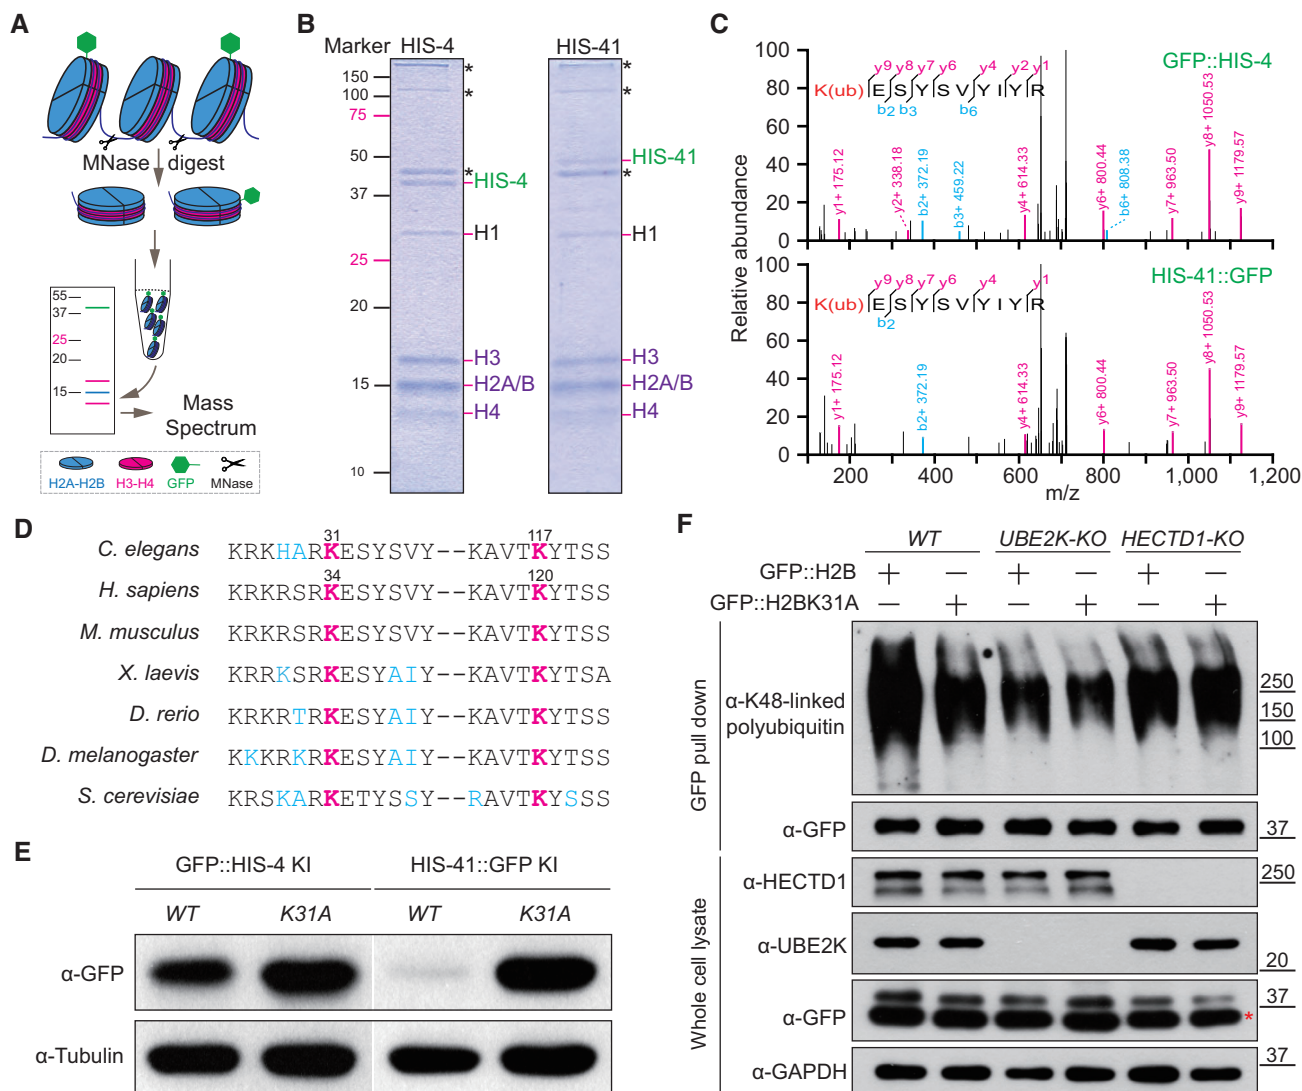 A
MNase digest
55
37
25
20
15
Mass
Spectrum
H2A-H2B
H3-H4
GFP
MNase
B
Marker
HIS-4
HIS-41
150
100
75
50
37
25
20
15
10
*
*
*
HIS-4
H1
H3
H2A/B
H4
*
*
HIS-41
*
H1
H3
H2A/B
H4
C
Relative abundance
100
80
60
40
20
0
GFP::HIS-4
y9 y8 y7 y6 y4 y2 y1
K(ub) E S Y S V Y I Y R
b2 b3 b6
y1+ 175.12
y2+ 338.18
b2+ 372.19
b3+ 459.22
y4+ 614.33
y6+ 800.44
b6+ 808.38
y7+ 963.50
y8+ 1050.53
y9+ 1179.57
100
80
60
40
20
0
HIS-41::GFP
y9 y8 y7 y6 y4 y1
K(ub) E S Y S V Y I Y R
b2
y1+ 175.12
b2+ 372.19
y4+ 614.33
y6+ 800.44
y7+ 963.50
y8+ 1050.53
y9+ 1179.57
200 400 600 800 1,000 1,200
m/z
D
31 117
C. elegans KRKHARKESYSVY--KAVTKYTSS
34 120
H. sapiens KRKRSRKESYSVY--KAVTKYTSS
M. musculus KRKRSRKESYSVY--KAVTKYTSS
X. laevis KRRKSRKESYAIY--KAVTKYTSA
D. rerio KRKRTRKESYAIY--KAVTKYTSS
D. melanogaster KKKRKRKESYAIY--KAVTKYTSS
S. cerevisiae KRSKARKETYSSY--RAVTKYSSS
E
GFP::HIS-4 KI HIS-41::GFP KI
WT K31A WT K31A
α-GFP
α-Tubulin
F
WT UBE2K-KO HECTD1-KO
GFP::H2B + − + − + −
GFP::H2BK31A − + − + − +
GFP pull down
α-K48-linked
polyubiquitin
250
150
100
α-GFP
37
Whole cell lysate
α-HECTD1
250
α-UBE2K
20
α-GFP
37
*
α-GAPDH
37